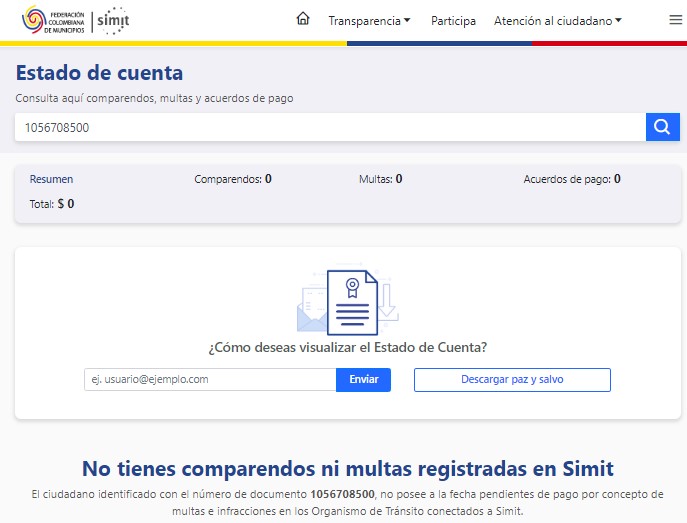 FEDERACIÓN
COLOMBIANA
DE MUNICIPIOS
simit
Transparencia
Participa
Atención al ciudadano
Estado de cuenta
Consulta aquí comparendos, multas y acuerdos de pago
1056708500
Resumen Comparendos: 0 Multas: 0 Acuerdos de pago: 0
Total: $ 0
¿Cómo deseas visualizar el Estado de Cuenta?
ej. usuario@ejemplo.com Enviar Descargar paz y salvo
No tienes comparendos ni multas registradas en Simit
El ciudadano identificado con el número de documento 1056708500, no posee a la fecha pendientes de pago por concepto de
multas e infracciones en los Organismo de Tránsito conectados a Simit.